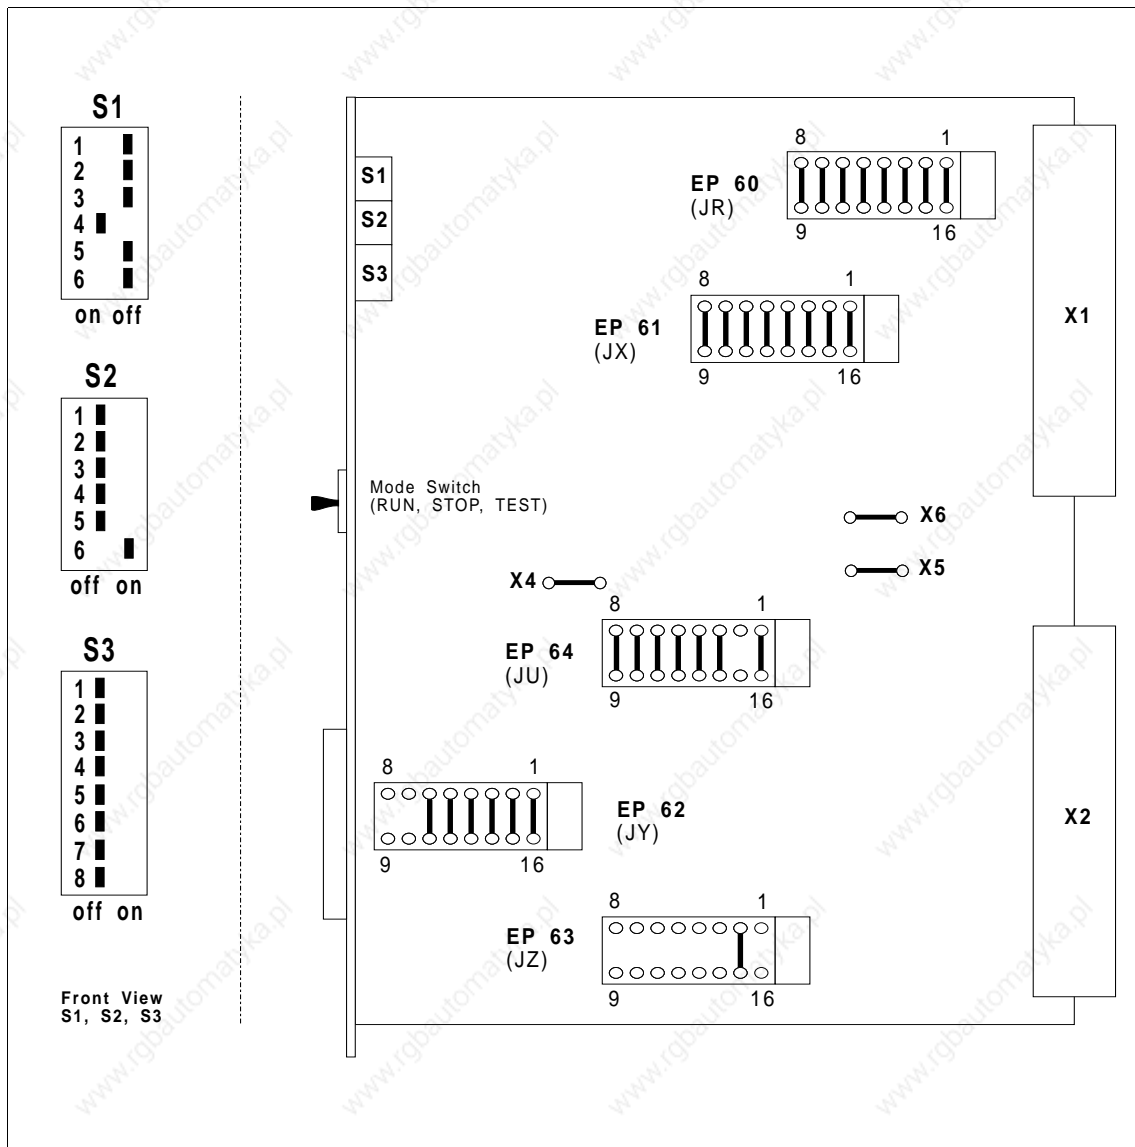 S1
1
2
3
4
5
6
on off
S2
1
2
3
4
5
6
off on
S3
1
2
3
4
5
6
7
8
off on
Front View
S1, S2, S3
S1
S2
S3
Mode Switch
(RUN, STOP, TEST)
EP 60
(JR)
8 1
9 16
EP 61
(JX)
8 1
9 16
X1
X6
X5
X4
EP 64
(JU)
8 1
9 16
8 1
9 16
EP 62
(JY)
X2
EP 63
(JZ)
8 1
9 16
www.rgbautomatyka.pl